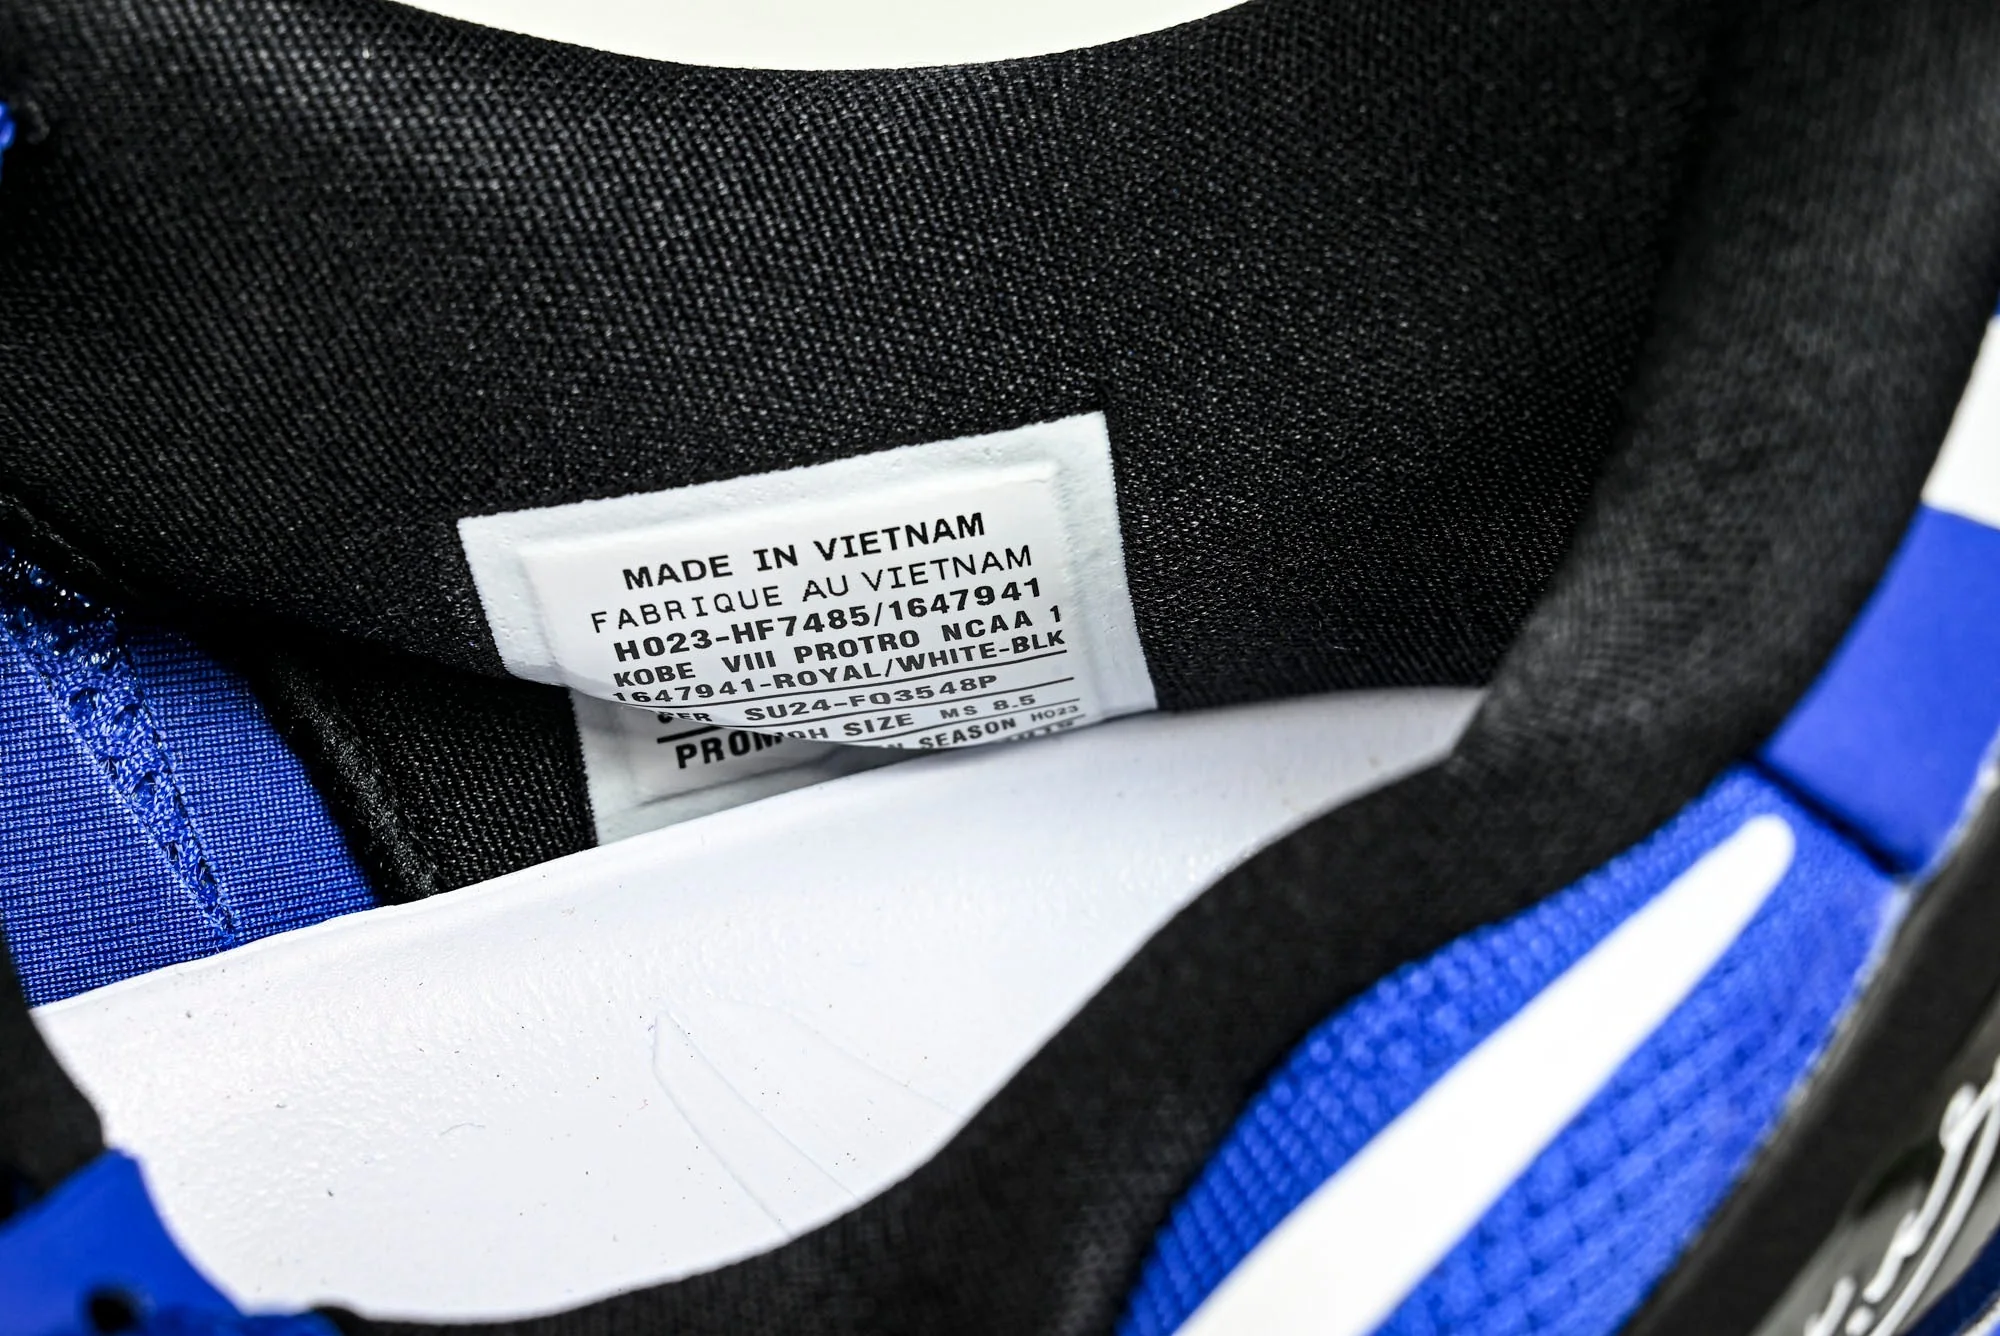 MADE IN VIETNAM
FABRIQUE AU VIETNAM
HO23-HF7485/1647941
KOBE VIII PROTRO NCAA 1
1647941-ROYAL/WHITE-BLK
SU24-FQ3548P
SIZE MS 8.5
SEASON HO23